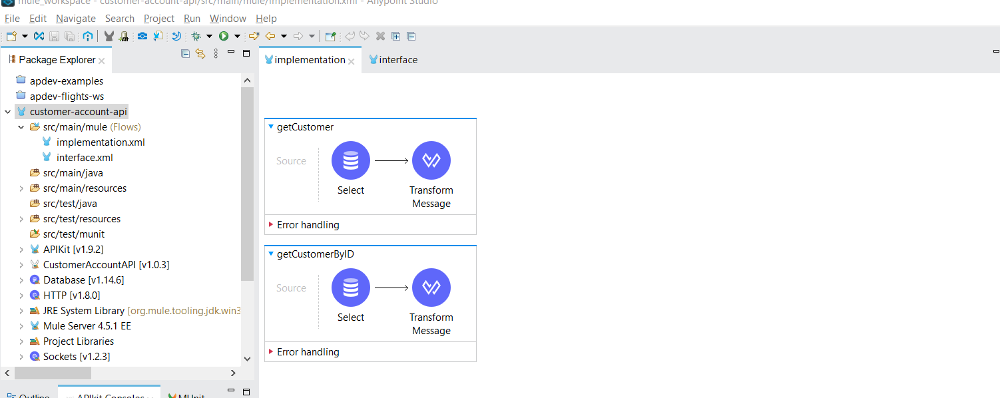 mule_workspace - customer-account-api/src/main/mule/implementation.xml - Anypoint Studio
File Edit Navigate Search Project Run Window Help
Package Explorer
implementation
interface
apdev-examples
apdev-flights-ws
customer-account-api
src/main/mule (Flows)
implementation.xml
interface.xml
src/main/java
src/main/resources
src/test/java
src/test/resources
src/test/munit
APIKit [v1.9.2]
CustomerAccountAPI [v1.0.3]
Database [v1.14.6]
HTTP [v1.8.0]
JRE System Library [org.mule.tooling.jdk.win3
Mule Server 4.5.1 EE
Project Libraries
Sockets [v1.2.3]
Outline
APIkit Consoles
MUnit
getCustomer
Source
Select
Transform
Message
Error handling
getCustomerByID
Source
Select
Transform
Message
Error handling